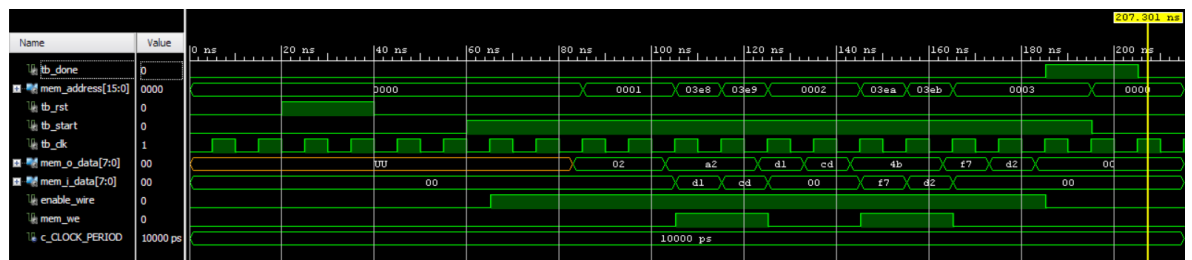 207.301 ns
Name Value
0 ns 20 ns 40 ns 60 ns 80 ns 100 ns 120 ns 140 ns 160 ns 180 ns 200 ns
tb_done 0
mem_address[15:0] 0000 0000 0001 03e8 03e9 0002 03ea 03eb 0003 0000
tb_rst 0
tb_start 0
tb_clk 1
mem_o_data[7:0] 00 UU 02 a2 d1 cd 4b f7 d2 00
mem_i_data[7:0] 00 00 d1 cd 00 f7 d2 00
enable_wire 0
mem_we 0
c_CLOCK_PERIOD 10000 ps 10000 ps